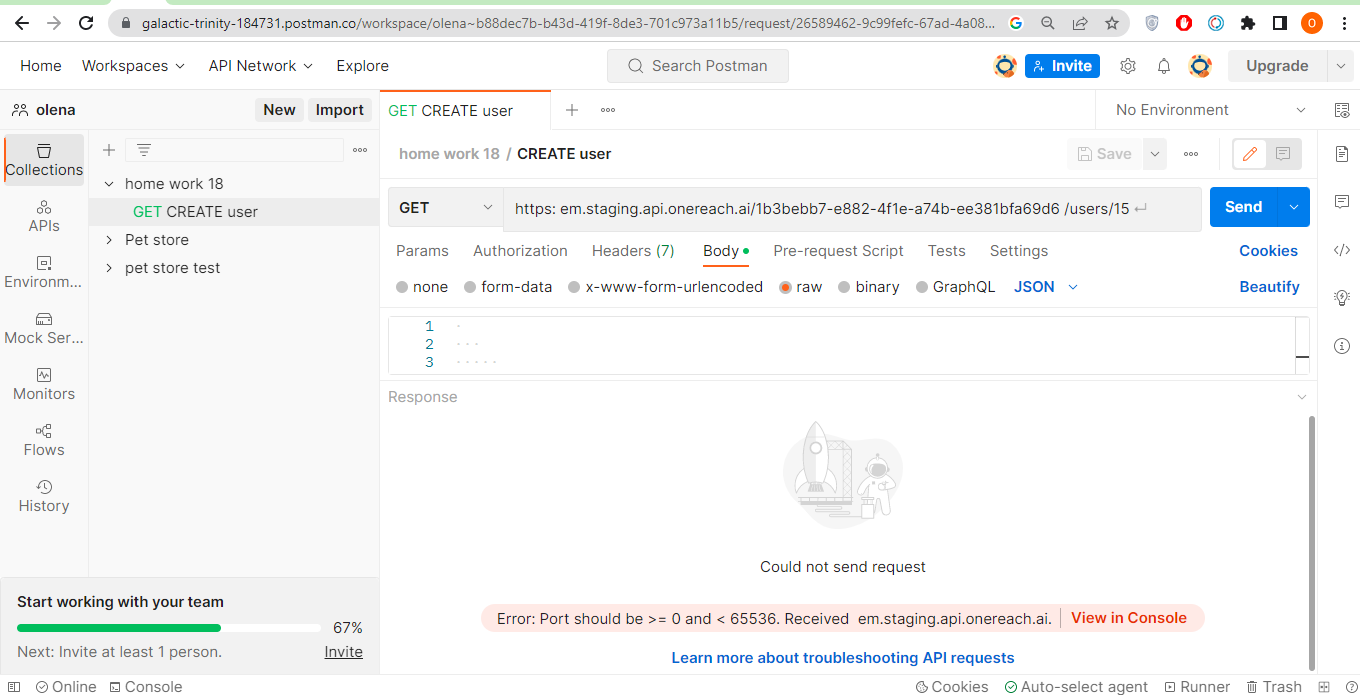 galactic-trinity-184731.postman.co/workspace/olena~b88dec7b-b43d-419f-8de3-701c973a11b5/request/26589462-9c99fefc-67ad-4a08...
O
Home Workspaces API Network Explore Search Postman Invite Upgrade
olena New Import GET CREATE user No Environment
home work 18 / CREATE user Save
Collections
APIs
Environm...
Mock Ser...
Monitors
Flows
History
home work 18
GET CREATE user
Pet store
pet store test
GET https: em.staging.api.onereach.ai/1b3bebb7-e882-4f1e-a74b-ee381bfa69d6 /users/15 Send
Params Authorization Headers (7) Body Pre-request Script Tests Settings Cookies
none form-data x-www-form-urlencoded raw binary GraphQL JSON Beautify
1
2
3
Response
Could not send request
Error: Port should be >= 0 and < 65536. Received em.staging.api.onereach.ai. View in Console
Learn more about troubleshooting API requests
Start working with your team
67%
Next: Invite at least 1 person. Invite
Online Console Cookies Auto-select agent Runner Trash